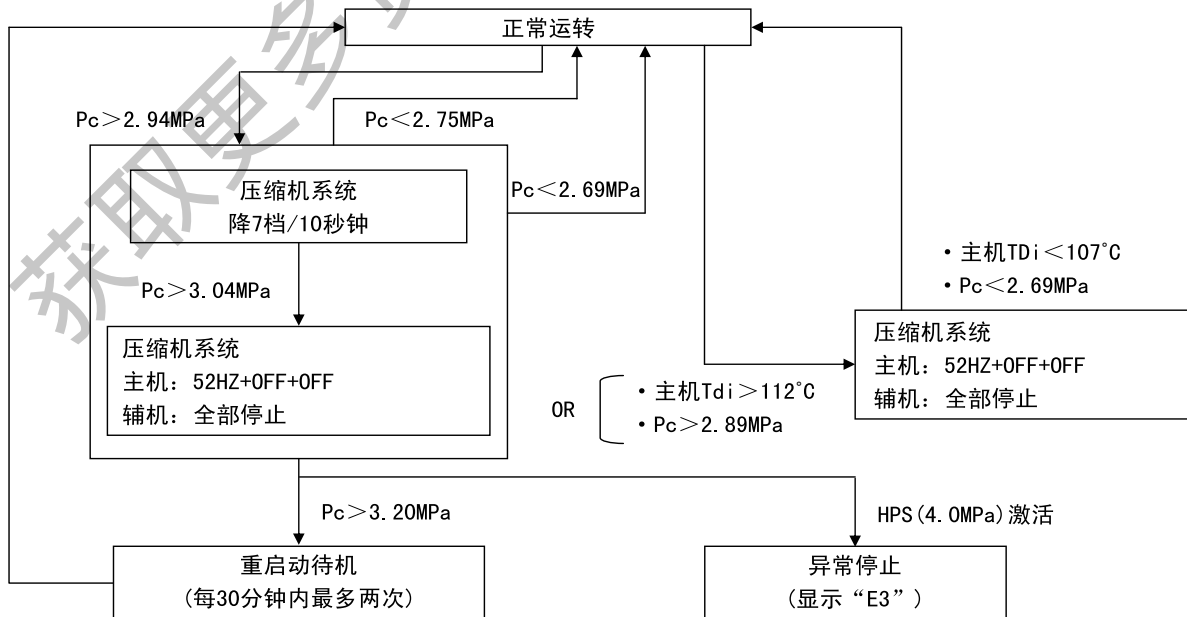 正常运转
Pc＞2.94MPa
Pc＜2.75MPa
压缩机系统
降7档/10秒钟
Pc＜2.69MPa
Pc＞3.04MPa
压缩机系统
主机：52HZ+OFF+OFF
辅机：全部停止
・主机TDi＜107℃
・Pc＜2.69MPa
压缩机系统
主机：52HZ+OFF+OFF
辅机：全部停止
OR
・主机Tdi＞112℃
・Pc＞2.89MPa
Pc＞3.20MPa
HPS(4.0MPa)激活
重启动待机
(每30分钟内最多两次)
异常停止
(显示“E3”)
获取更多